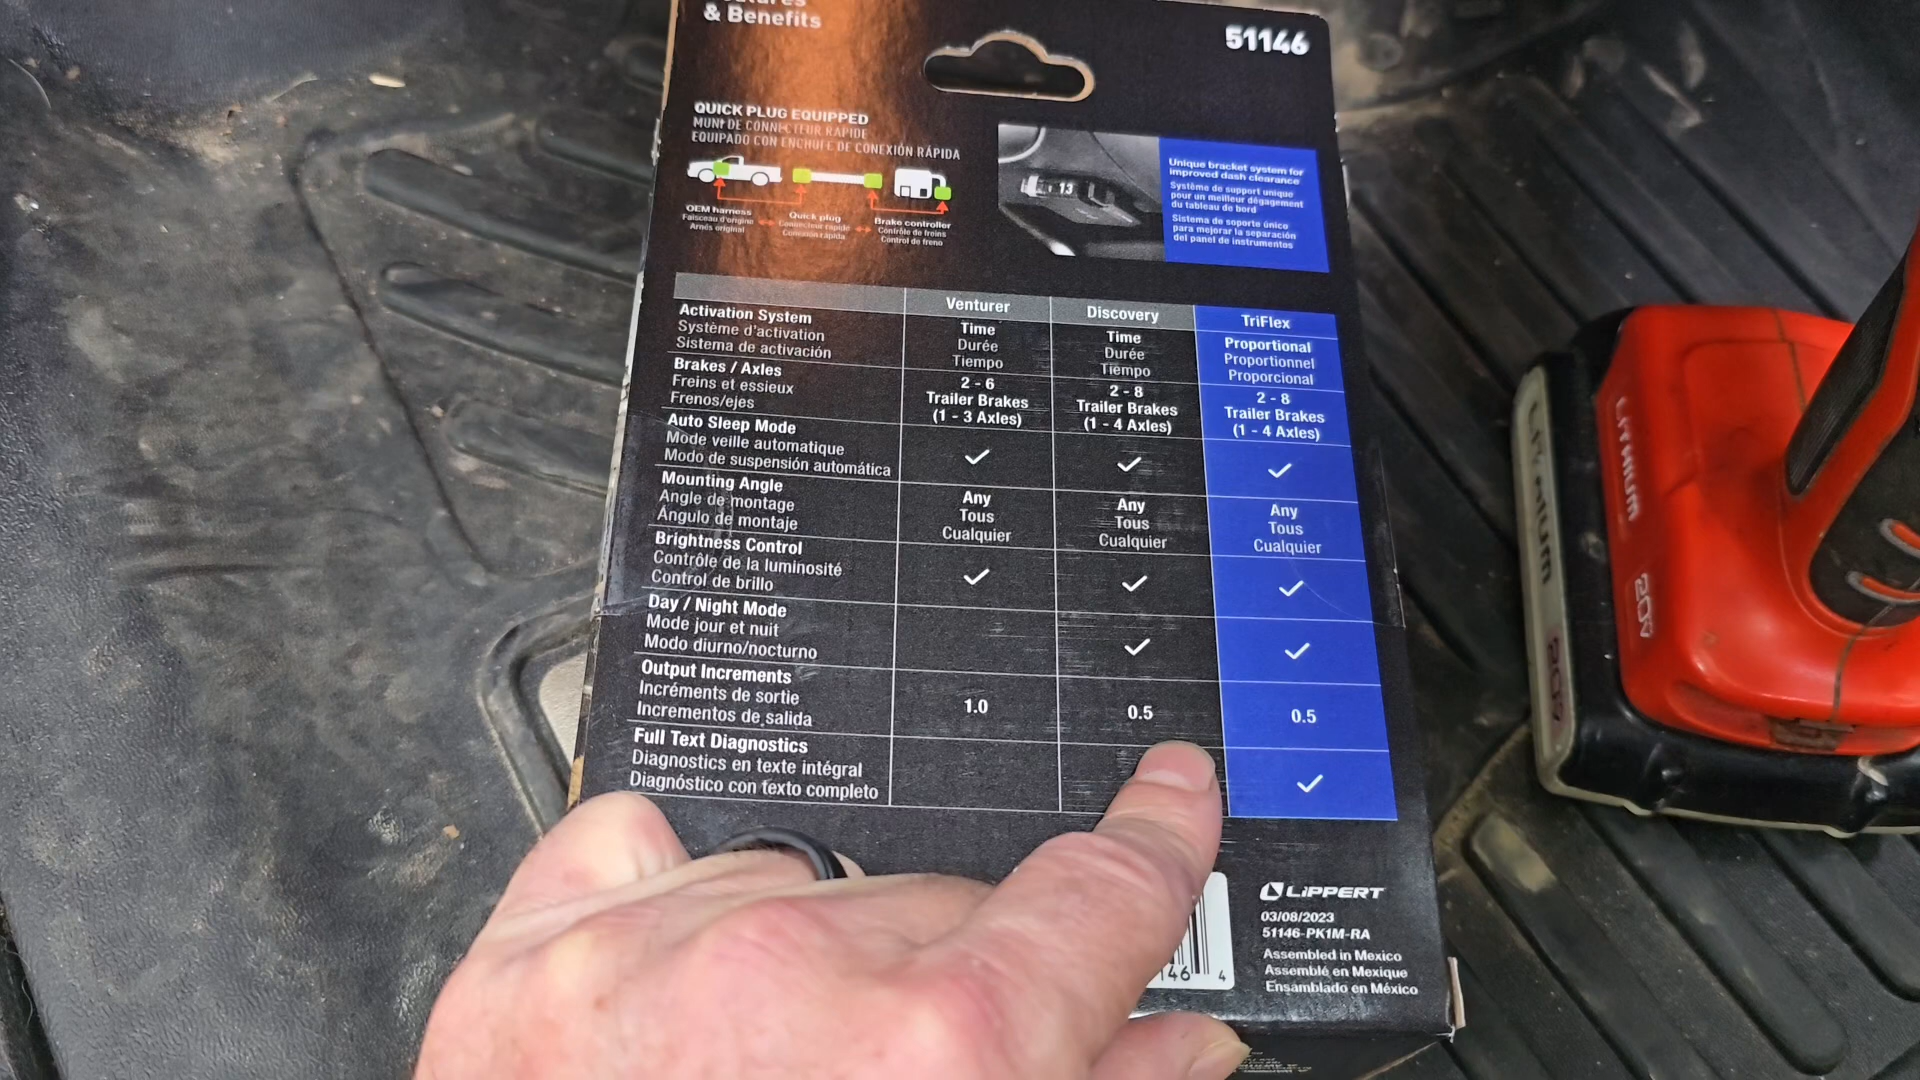 & Benefits
51146
QUICK PLUG EQUIPPED
MUNI DE CONNECTEUR RAPIDE
EQUIPADO CON ENCHUFE DE CONEXIÓN RÁPIDA
OEM harness
Faisceau d'origine
Arnés original
Quick plug
Connecteur rapide
Conexión rápida
Brake controller
Contrôle de freins
Control de freno
13
Unique bracket system for
improved dash clearance
Système de support unique
pour un meilleur dégagement
du tableau de bord
Sistema de soporte único
para mejorar la separación
del panel de instrumentos
Venturer
Discovery
TriFlex
Activation System
Système d'activation
Sistema de activación
Time
Durée
Tiempo
Time
Durée
Tiempo
Proportional
Proportionnel
Proporcional
Brakes / Axles
Freins et essieux
Frenos/ejes
2 - 6
Trailer Brakes
(1 - 3 Axles)
2 - 8
Trailer Brakes
(1 - 4 Axles)
2 - 8
Trailer Brakes
(1 - 4 Axles)
Auto Sleep Mode
Mode veille automatique
Modo de suspensión automática
Mounting Angle
Angle de montage
Ángulo de montaje
Any
Tous
Cualquier
Any
Tous
Cualquier
Any
Tous
Cualquier
Brightness Control
Contrôle de la luminosité
Control de brillo
Day / Night Mode
Mode jour et nuit
Modo diurno/nocturno
Output Increments
Incréments de sortie
Incrementos de salida
1.0
0.5
0.5
Full Text Diagnostics
Diagnostics en texte intégral
Diagnóstico con texto completo
LIPPERT
03/08/2023
51146-PK1M-RA
Assembled in Mexico
Assemblé en Mexique
Ensamblado en México
146
4
LITHIUM
20V